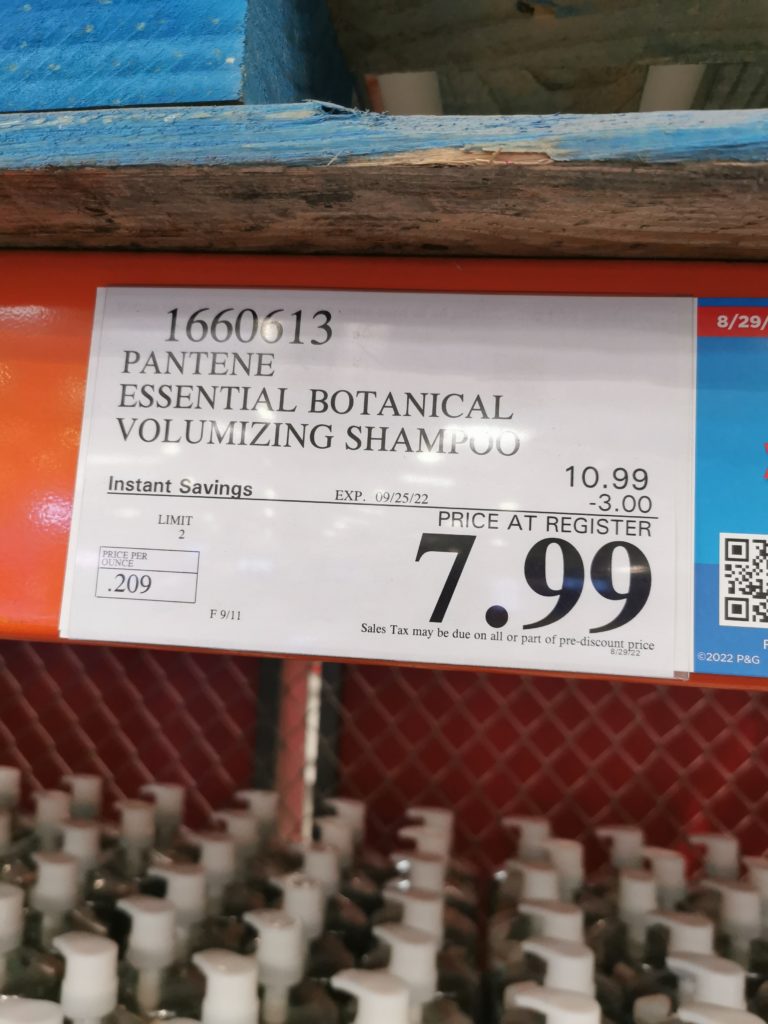 1660613
PANTENE
ESSENTIAL BOTANICAL
VOLUMIZING SHAMPOO
10.99
Instant Savings EXP. 09/25/22 -3.00
LIMIT
2
PRICE AT REGISTER
7.99
PRICE PER
OUNCE
.209
F 9/11
Sales Tax may be due on all or part of pre-discount price
8/29/22
8/29/
©2022 P&G